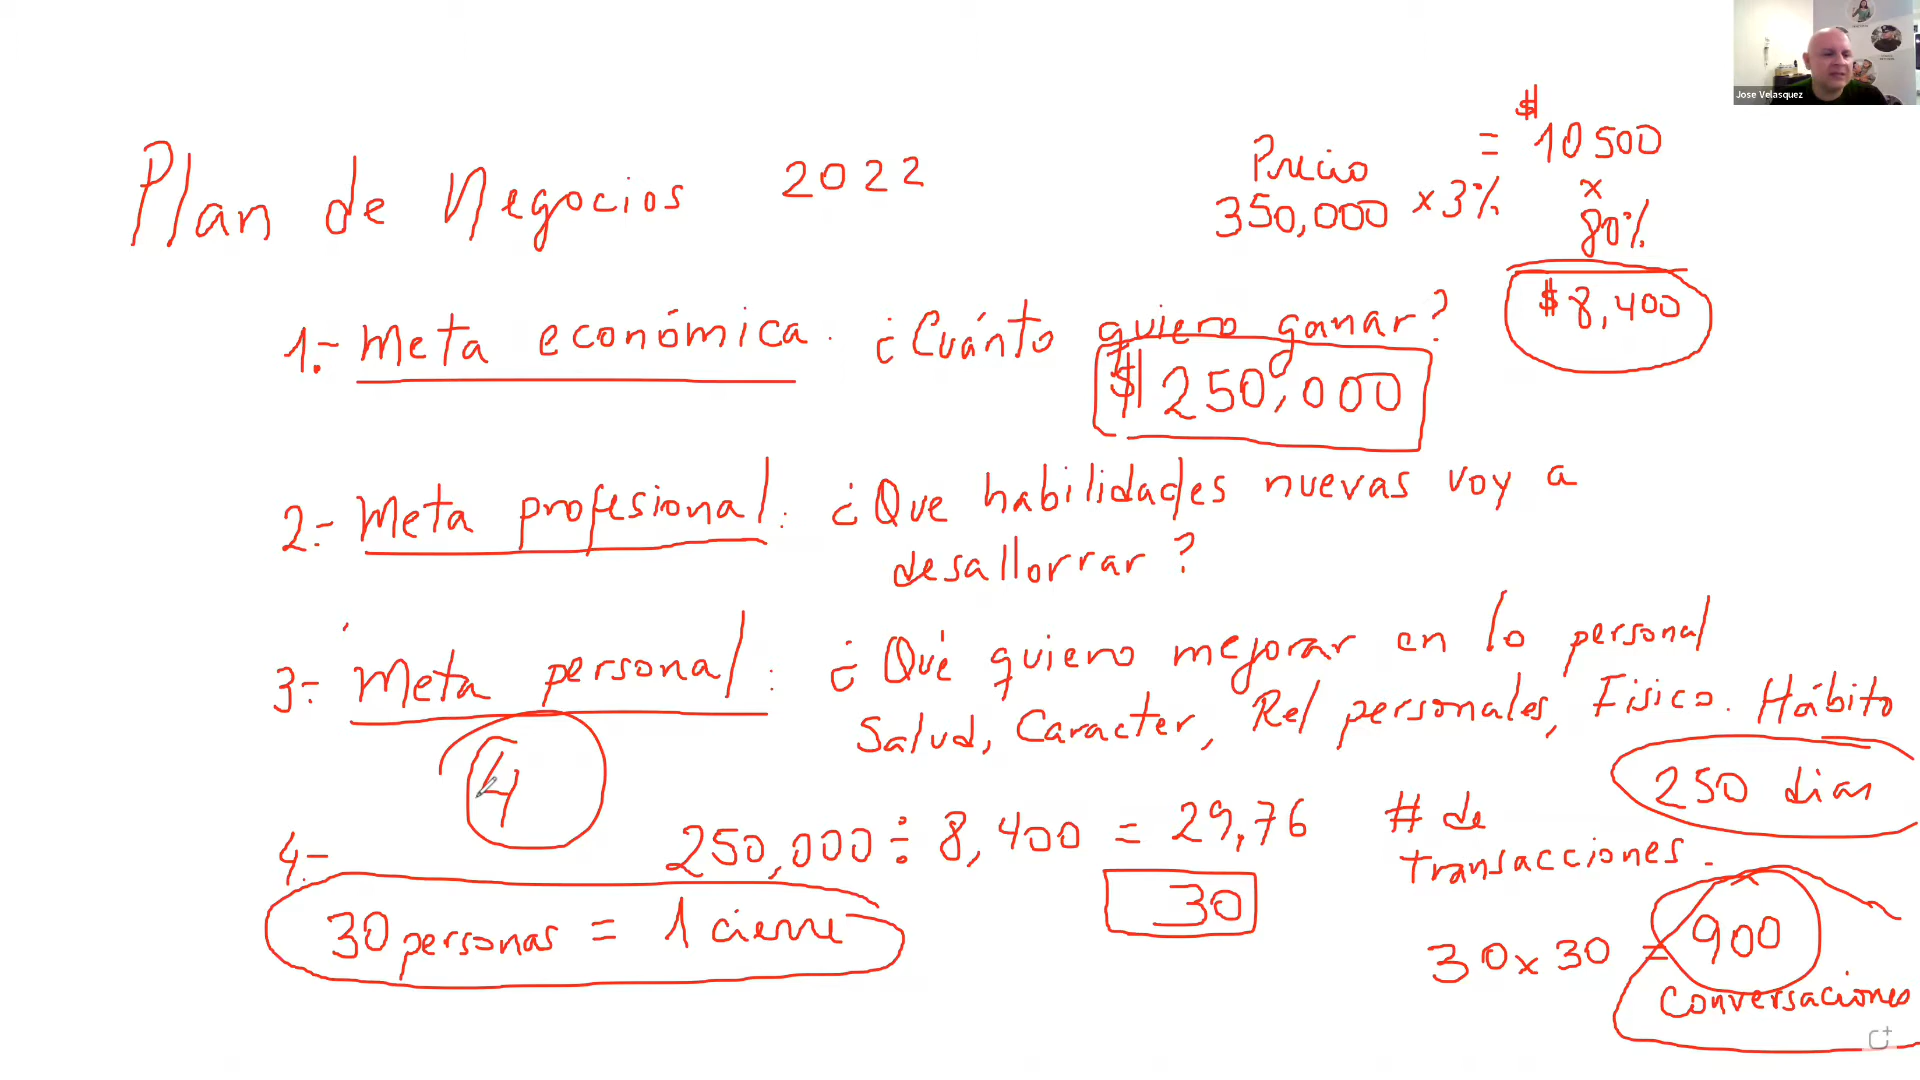 Jose Velasquez
Plan de Negocios 2022
Precio
350,000 x 3% = $10 500
x
80%
$8,400
1.- Meta económica. ¿Cuánto quiero ganar?
$250,000
2.- Meta profesional: ¿Que habilidades nuevas voy a
desallorrar?
3.- Meta personal: ¿Qué quiero mejorar en lo personal
Salud, Caracter, Rel personales, Físico. Hábito
250 dias
4
4.- 250,000 ÷ 8,400 = 29,76 # de
transacciones.
30
30 personas = 1 cierre
30 x 30 = 900
Conversaciones